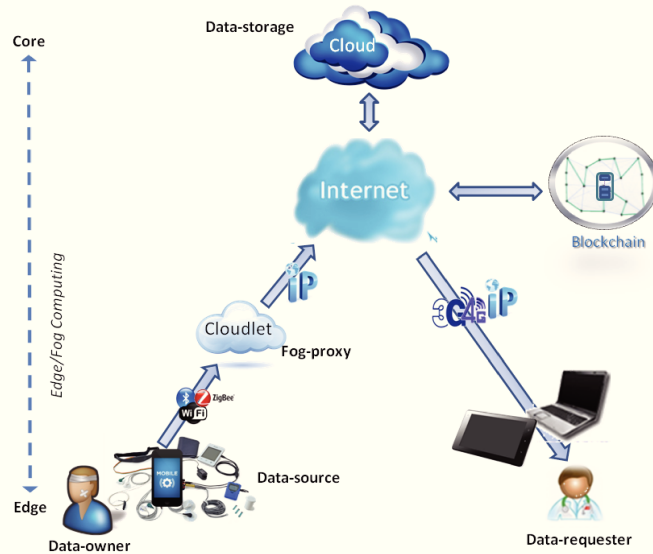 Core
Data-storage
Cloud
Internet
Blockchain
Edge/Fog Computing
iP
4G
iP
Cloudlet
Fog-proxy
ZigBee
Wi Fi
MOBILE
Data-source
Edge
Data-owner
Data-requester